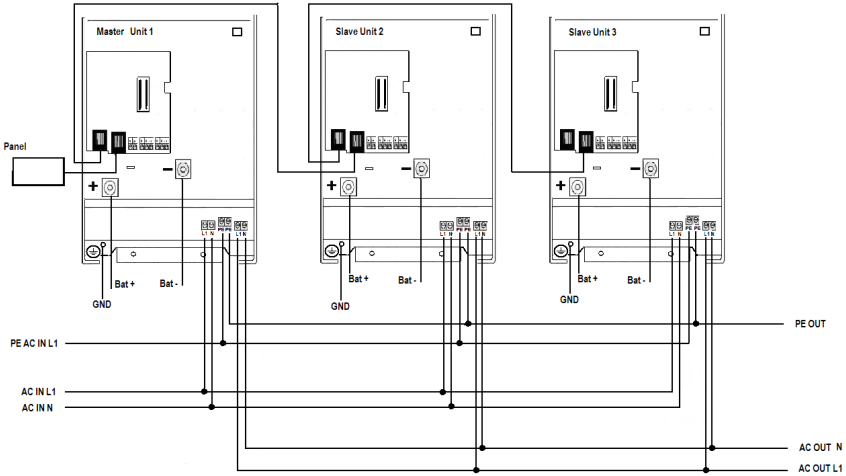 Master Unit 1
Slave Unit 2
Slave Unit 3
Panel
+
−
+
−
+
−
L1 N PE PE L1 N
L1 N PE PE L1 N
L1 N PE PE L1 N
Bat + Bat -
Bat + Bat -
Bat + Bat -
GND
GND
GND
PE OUT
PE AC IN L1
AC IN L1
AC IN N
AC OUT N
AC OUT L1